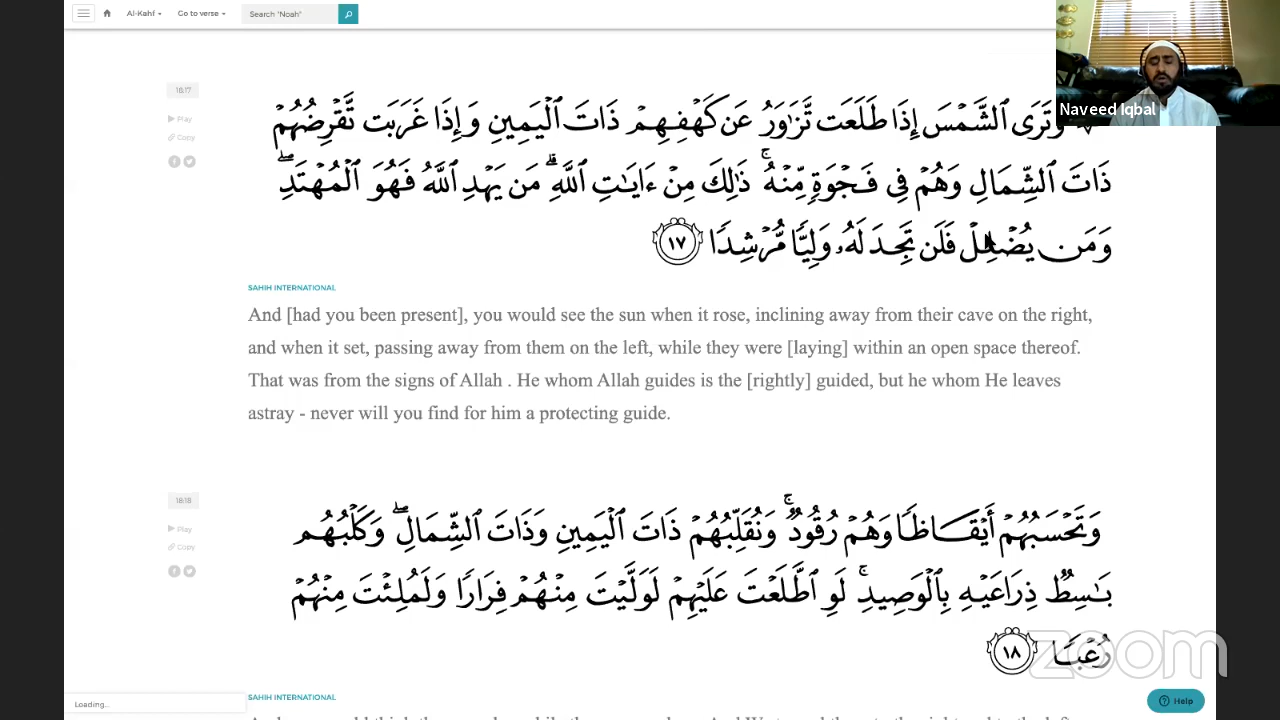 Al-Kahf
Go to verse
Search "Noah"
Naveed Iqbal
18:17
Play
Copy
وَتَرَى ٱلشَّمْسَ إِذَا طَلَعَت تَّزَٰوَرُ عَن كَهْفِهِمْ ذَاتَ ٱلْيَمِينِ وَإِذَا غَرَبَت تَّقْرِضُهُمْ
ذَاتَ ٱلشِّمَالِ وَهُمْ فِى فَجْوَةٍ مِّنْهُ ۚ ذَٰلِكَ مِنْ ءَايَـٰتِ ٱللَّهِ ۗ مَن يَهْدِ ٱللَّهُ فَهُوَ ٱلْمُهْتَدِ ۖ
وَمَن يُضْلِلْ فَلَن تَجِدَ لَهُۥ وَلِيًّا مُّرْشِدًا ١٧
SAHIH INTERNATIONAL
And [had you been present], you would see the sun when it rose, inclining away from their cave on the right,
and when it set, passing away from them on the left, while they were [laying] within an open space thereof.
That was from the signs of Allah . He whom Allah guides is the [rightly] guided, but he whom He leaves
astray - never will you find for him a protecting guide.
18:18
Play
Copy
وَتَحْسَبُهُمْ أَيْقَاظًا وَهُمْ رُقُودٌ ۚ وَنُقَلِّبُهُمْ ذَاتَ ٱلْيَمِينِ وَذَاتَ ٱلشِّمَالِ ۖ وَكَلْبُهُم
بَـٰسِطٌ ذِرَاعَيْهِ بِٱلْوَصِيدِ ۚ لَوِ ٱطَّلَعْتَ عَلَيْهِمْ لَوَلَّيْتَ مِنْهُمْ فِرَارًا وَلَمُلِئْتَ مِنْهُمْ
رُعْبًا ١٨
zoom
SAHIH INTERNATIONAL
Loading...
Help